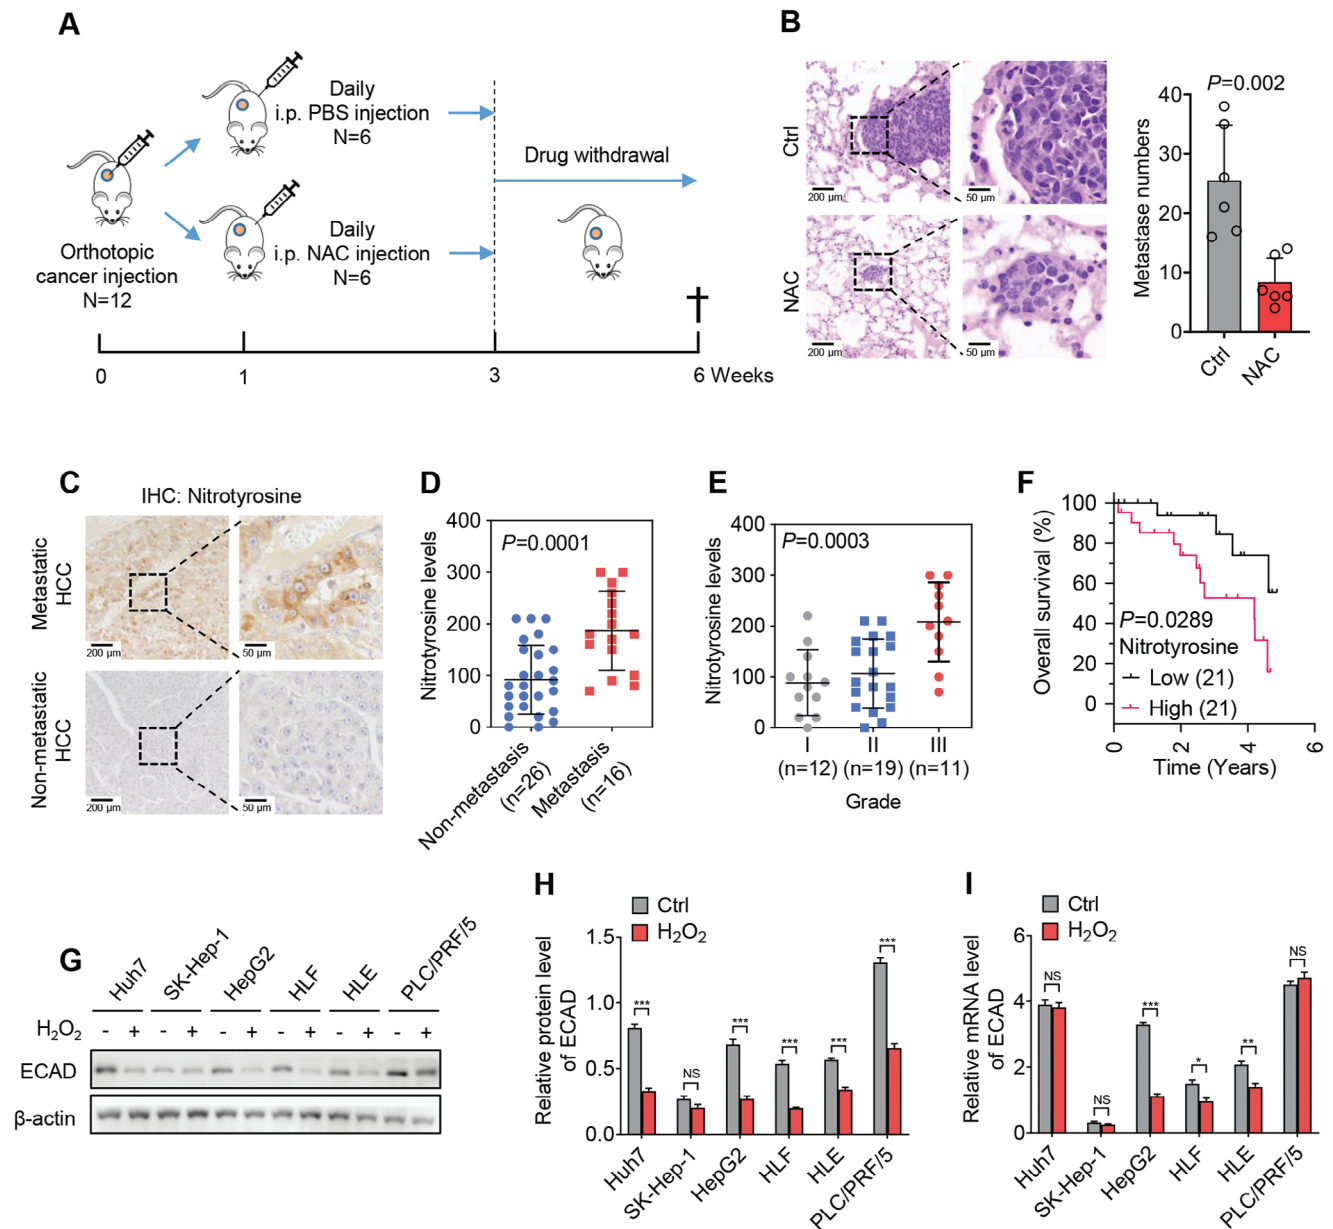 A
Daily
i.p. PBS injection
N=6
Drug withdrawal
Orthotopic
cancer injection
N=12
Daily
i.p. NAC injection
N=6
0
1
3
6 Weeks
B
Ctrl
200 µm
50 µm
NAC
200 µm
50 µm
P=0.002
Metastase numbers
40
30
20
10
0
Ctrl
NAC
C
IHC: Nitrotyrosine
Metastatic
HCC
200 µm
50 µm
Non-metastatic
HCC
200 µm
50 µm
D
P=0.0001
Nitrotyrosine levels
400
300
200
100
0
Non-metastasis
(n=26)
Metastasis
(n=16)
E
P=0.0003
Nitrotyrosine levels
400
300
200
100
0
I
II
III
(n=12)
(n=19)
(n=11)
Grade
F
Overall survival (%)
100
80
60
40
20
0
P=0.0289
Nitrotyrosine
Low (21)
High (21)
0
2
4
6
Time (Years)
G
Huh7
SK-Hep-1
HepG2
HLF
HLE
PLC/PRF/5
H₂O₂ - + - + - + - + - + - +
ECAD
β-actin
H
Ctrl
H₂O₂
Relative protein level
of ECAD
1.5
1.0
0.5
0.0
***
NS
***
***
***
***
Huh7
SK-Hep-1
HepG2
HLF
HLE
PLC/PRF/5
I
Ctrl
H₂O₂
Relative mRNA level
of ECAD
6
4
2
0
NS
NS
***
*
**
NS
Huh7
SK-Hep-1
HepG2
HLF
HLE
PLC/PRF/5